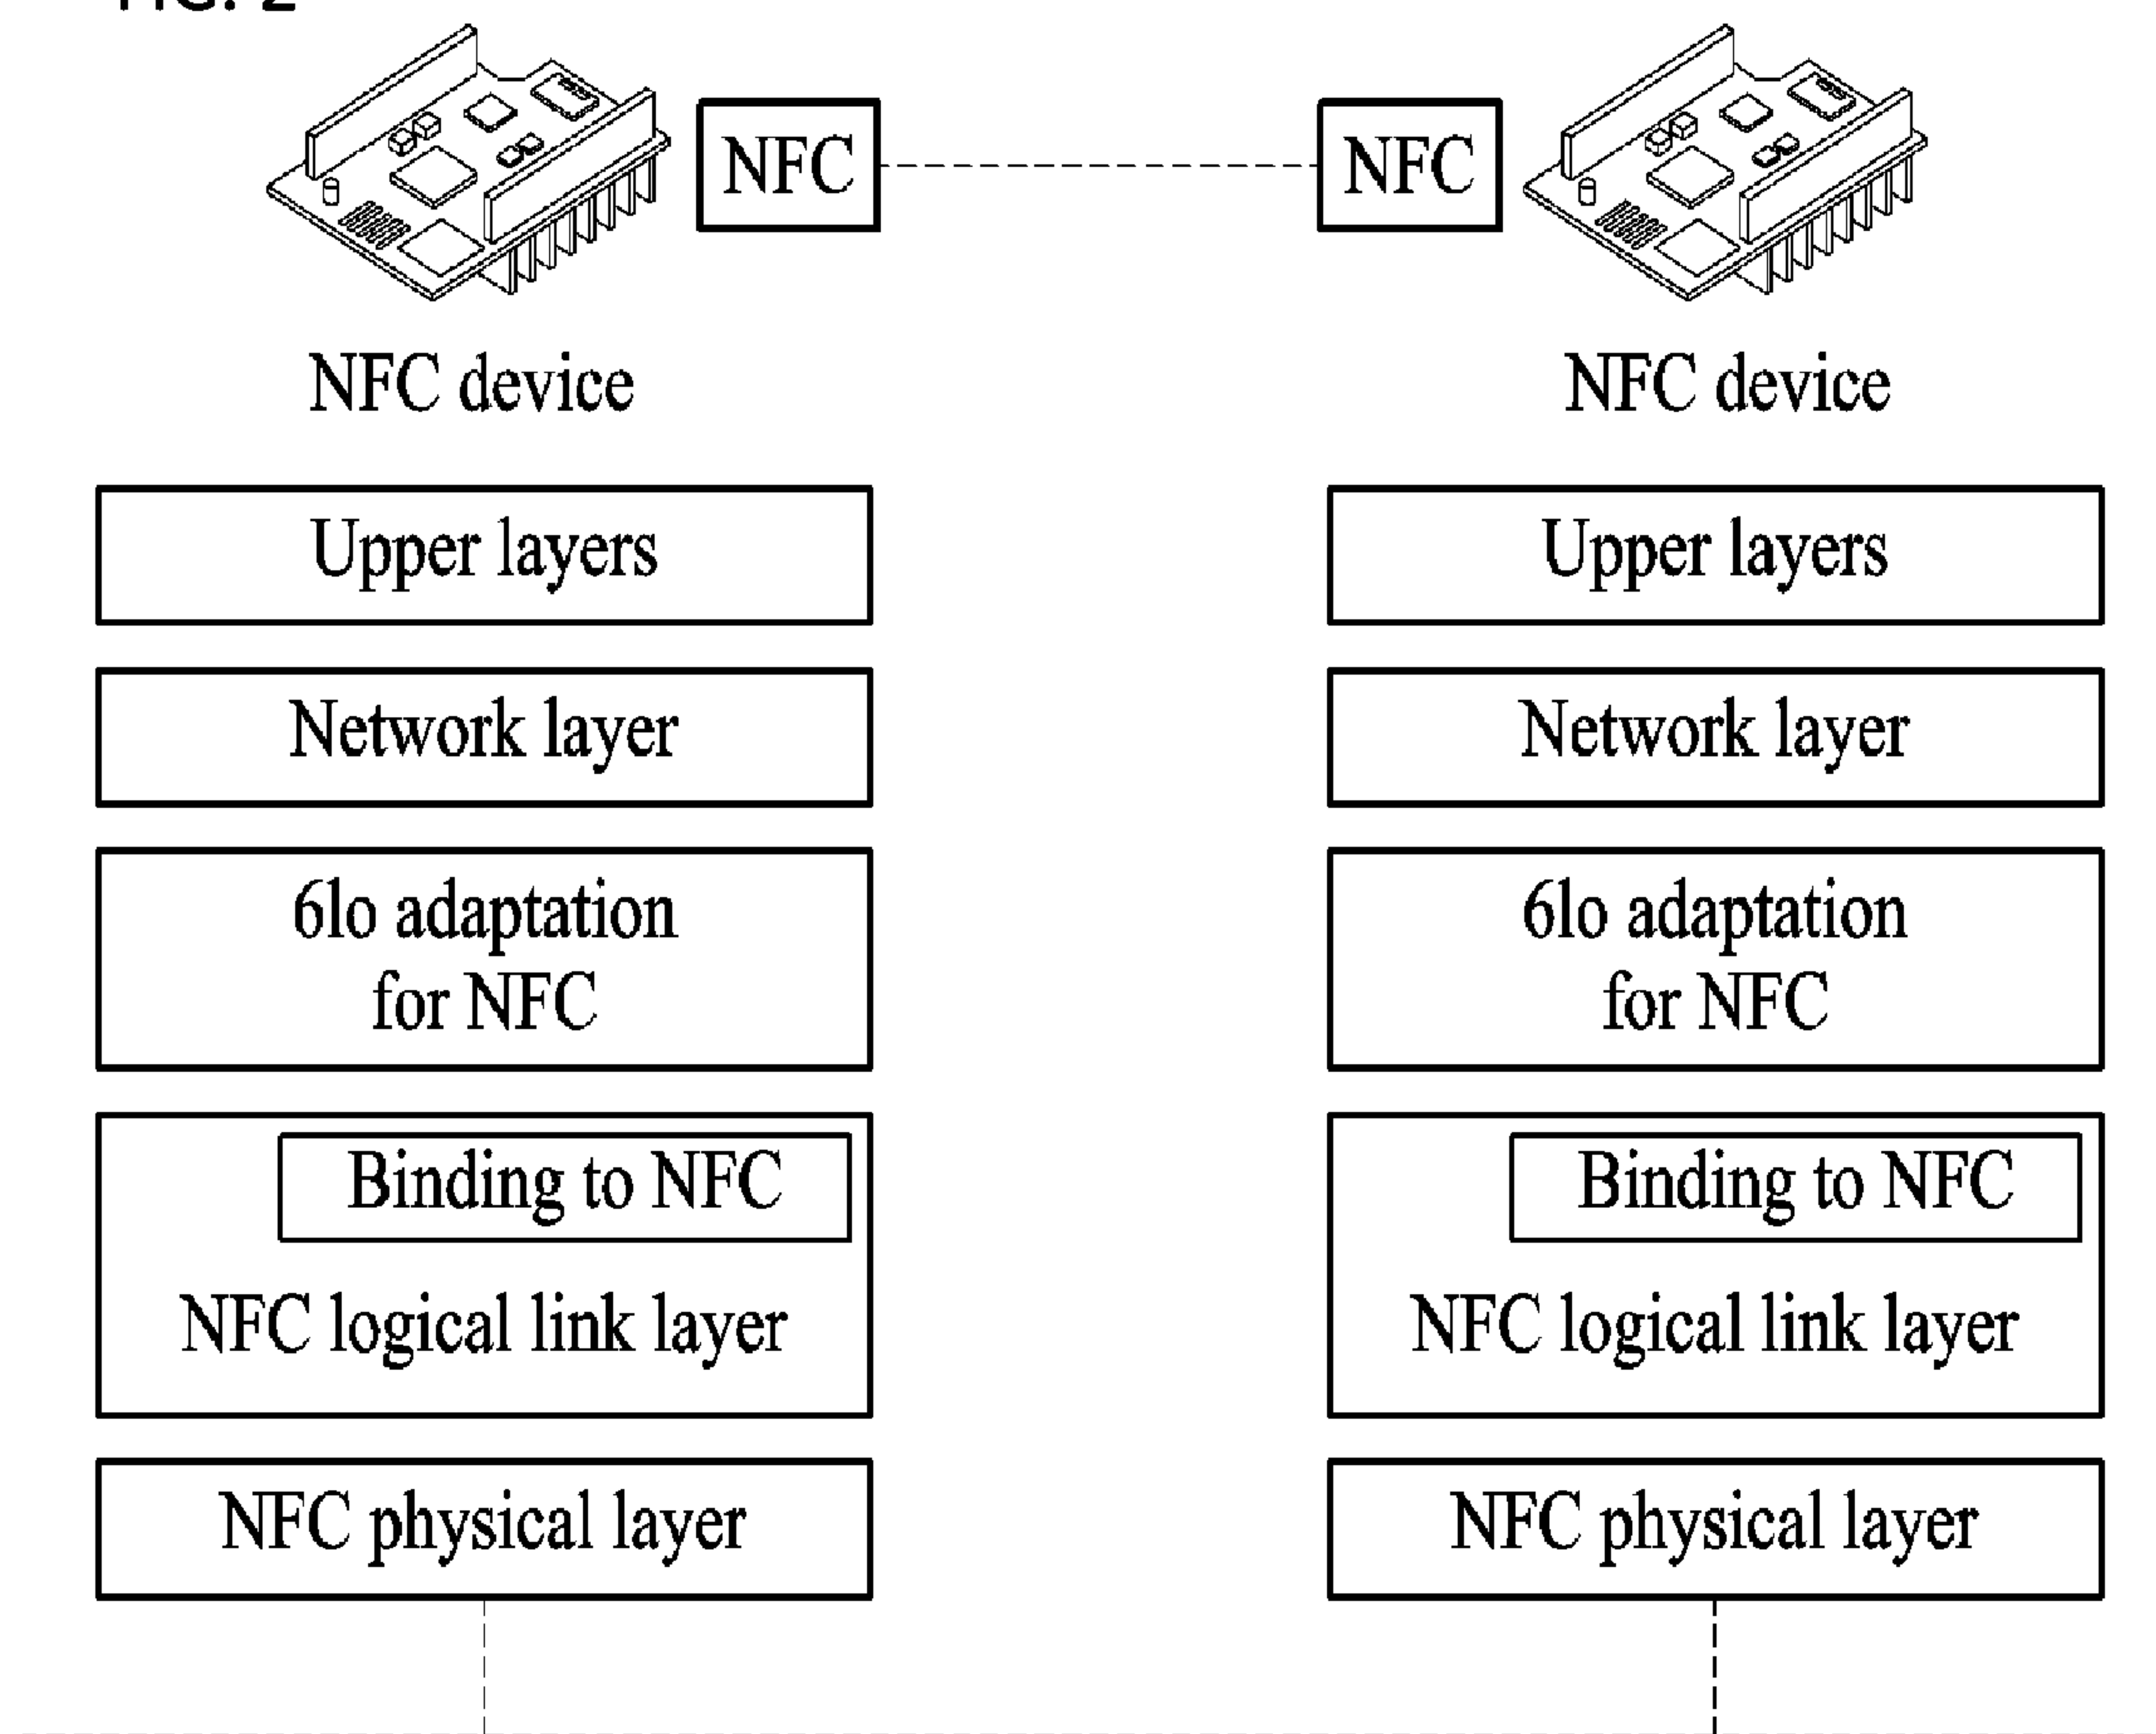 FIG. 2
NFC
NFC
NFC device
NFC device
Upper layers
Upper layers
Network layer
Network layer
6lo adaptation
for NFC
6lo adaptation
for NFC
Binding to NFC
NFC logical link layer
Binding to NFC
NFC logical link layer
NFC physical layer
NFC physical layer